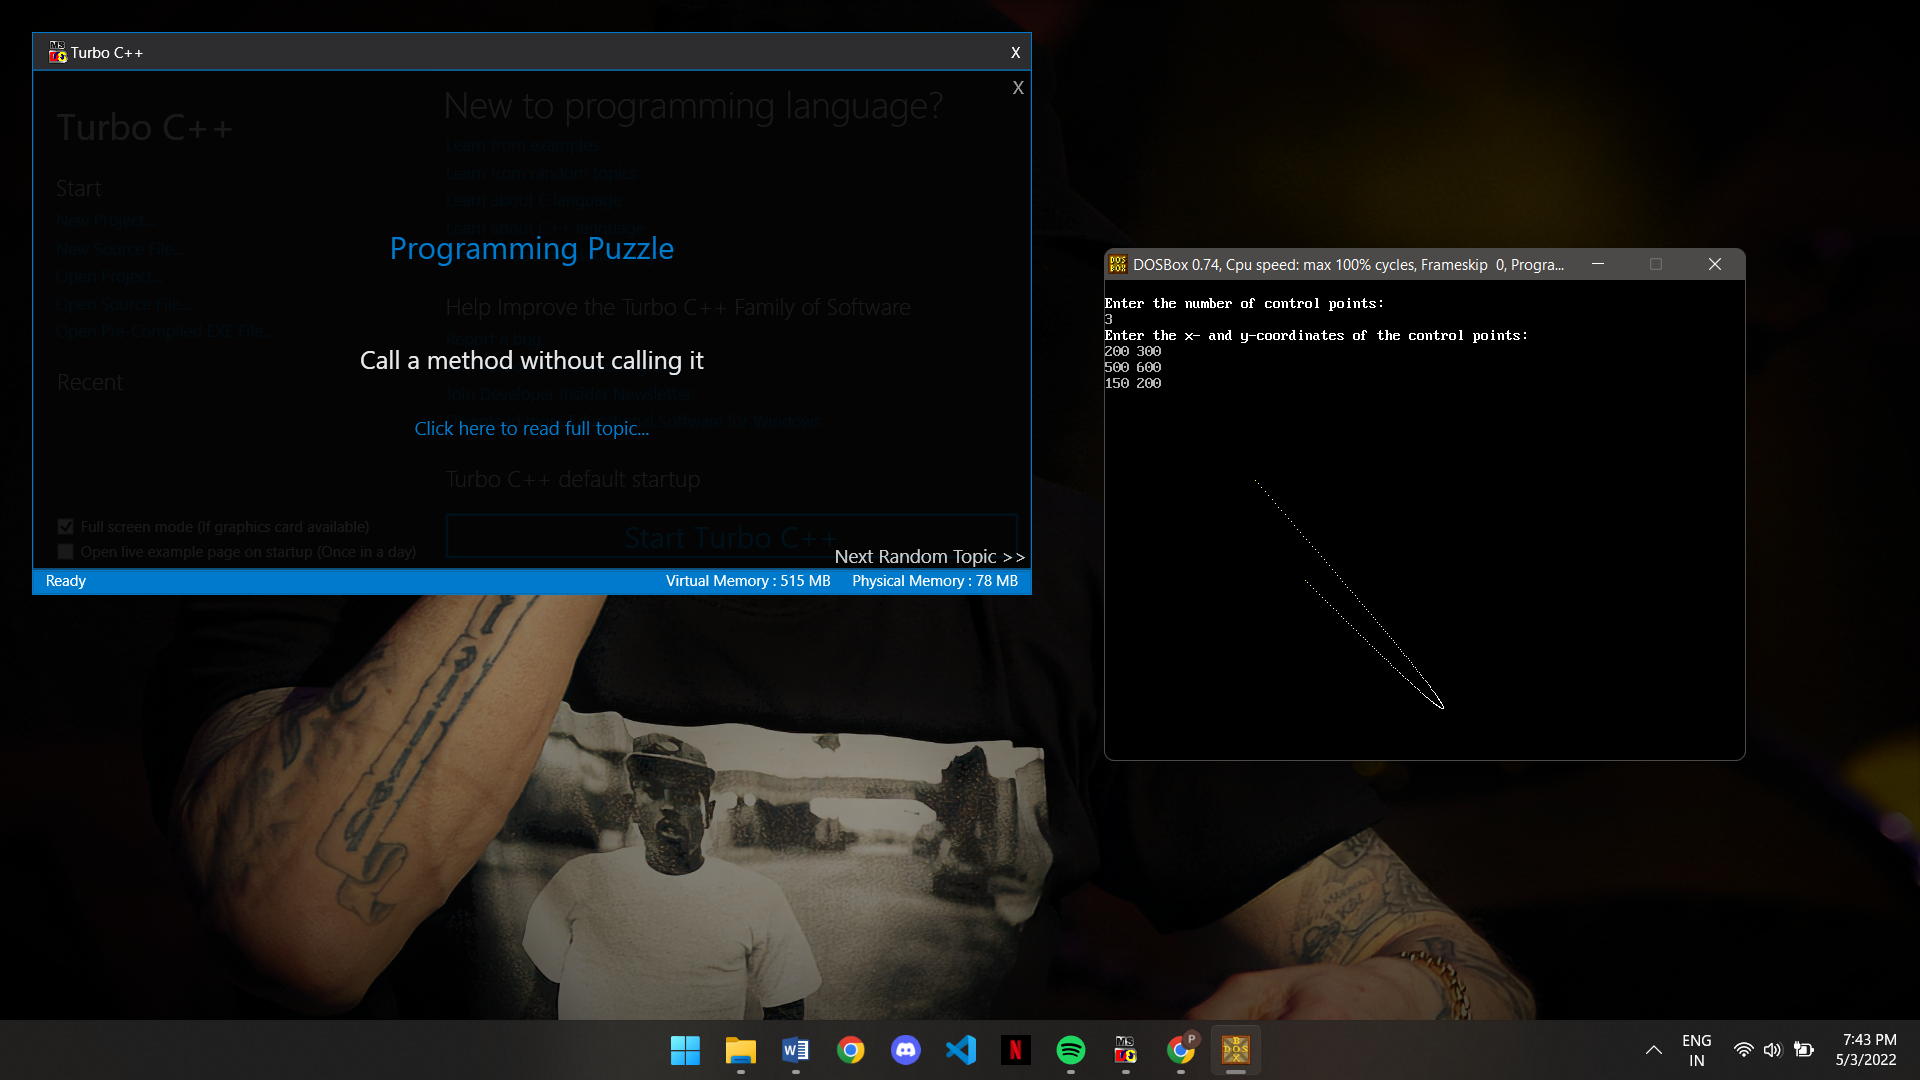 Turbo C++
X
X
Turbo C++
Start
New Project...
New Source File...
Open Project...
Open Source File...
Open Pre-Compiled EXE File...
Recent
Full screen mode (If graphics card available)
Open live example page on startup (Once in a day)
New to programming language?
Learn from examples
Learn from random topics
Learn about C language
Learn about C++ language
Programming Puzzle
Help Improve the Turbo C++ Family of Software
Report a bug
Call a method without calling it
Join Developer Insider Newsletter
Software for Windows
Click here to read full topic...
Turbo C++ default startup
Start Turbo C++
Next Random Topic >>
Ready
Virtual Memory : 515 MB
Physical Memory : 78 MB
DOSBox 0.74, Cpu speed: max 100% cycles, Frameskip 0, Progra...
Enter the number of control points:
3
Enter the x- and y-coordinates of the control points:
200 300
500 600
150 200
ENG
IN
7:43 PM
5/3/2022